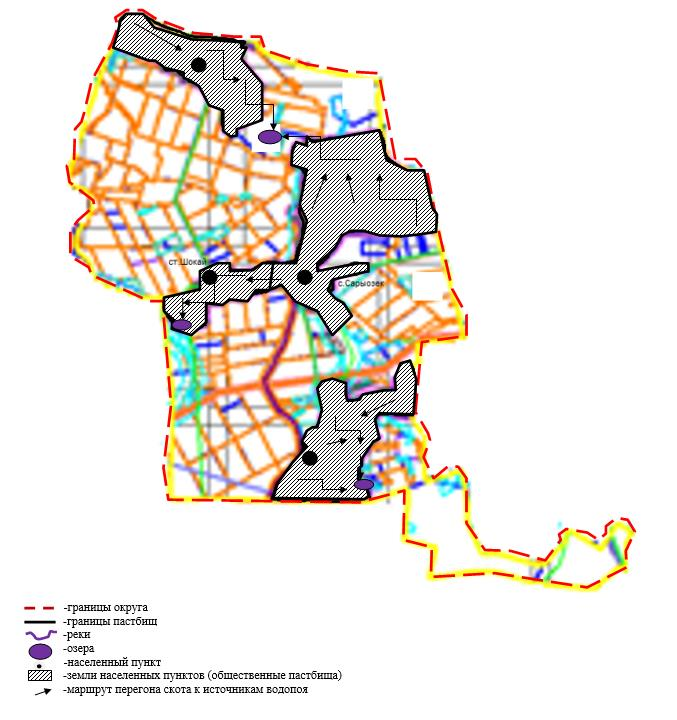 ст.Шокай
с.Сарыозек
-границы округа
-границы пастбищ
-реки
-озера
-населенный пункт
-земли населенных пунктов (общественные пастбища)
-маршрут перегона скота к источникам водопоя